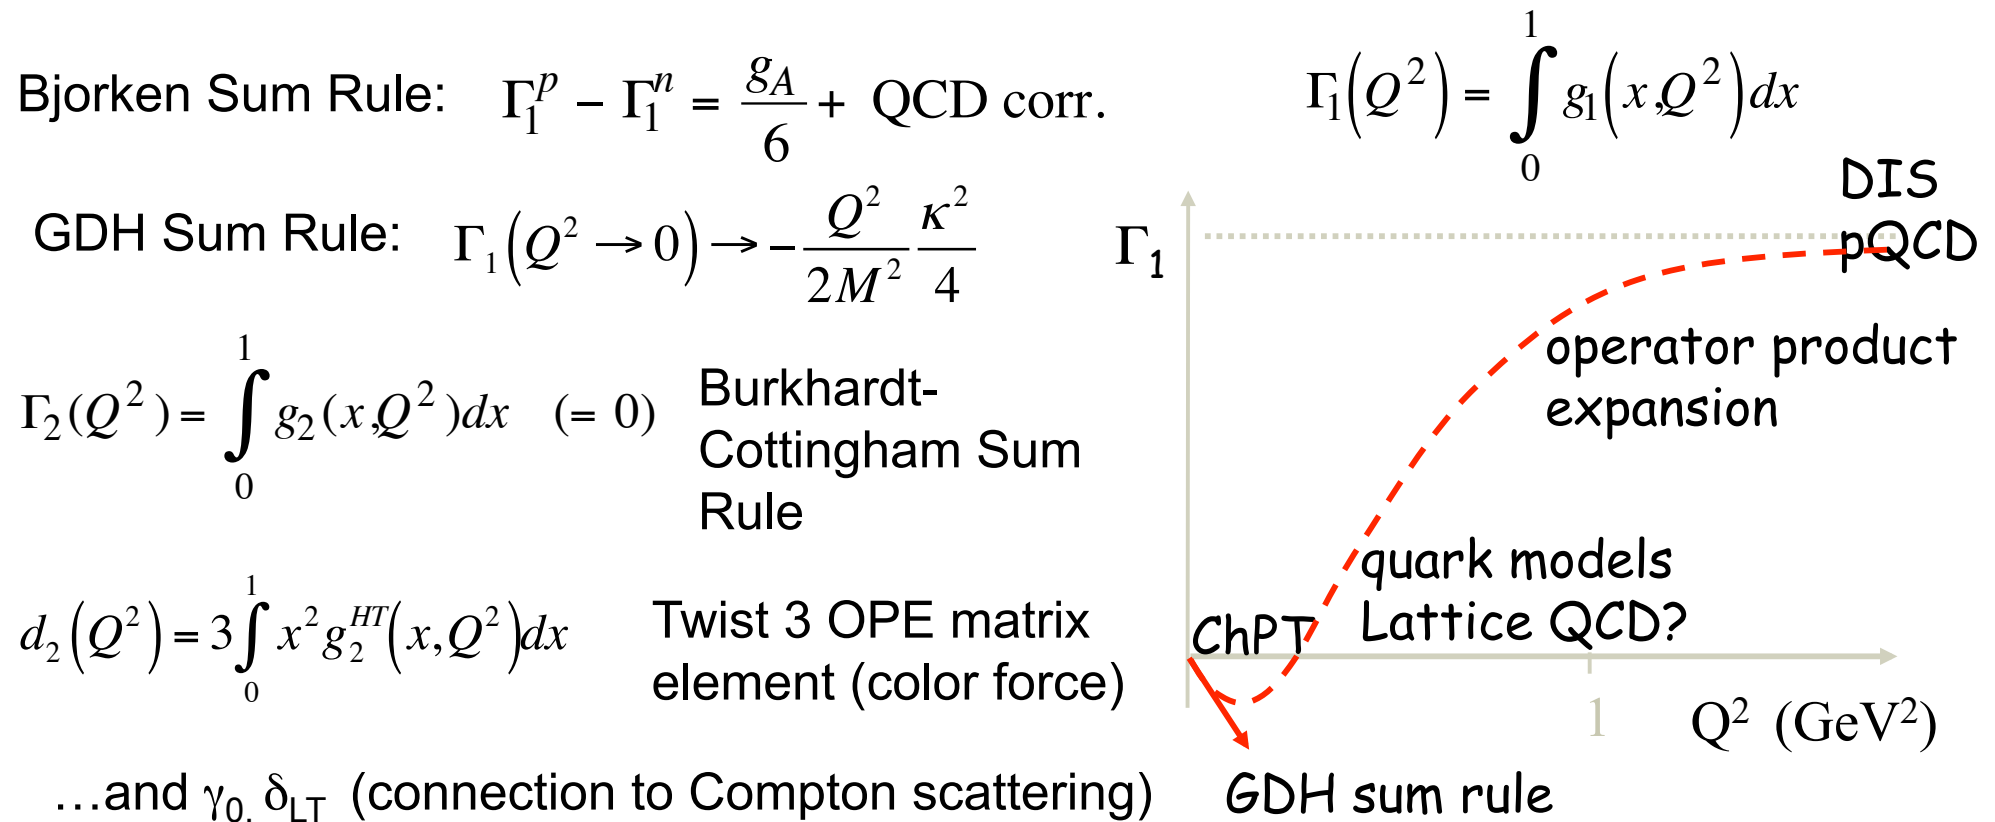 Bjorken Sum Rule: Γ₁ᵖ − Γ₁ⁿ = g_A/6 + QCD corr.
Γ₁(Q²) = ∫₀¹ g₁(x,Q²)dx
GDH Sum Rule: Γ₁(Q² → 0) → −Q²/2M² κ²/4
Γ₂(Q²) = ∫₀¹ g₂(x,Q²)dx (= 0)
Burkhardt-
Cottingham Sum
Rule
d₂(Q²) = 3∫₀¹ x² g₂ᴴᵀ(x,Q²)dx
Twist 3 OPE matrix
element (color force)
…and γ₀, δ_LT (connection to Compton scattering)
Γ₁
DIS
pQCD
operator product
expansion
quark models
Lattice QCD?
ChPT
1
Q² (GeV²)
GDH sum rule